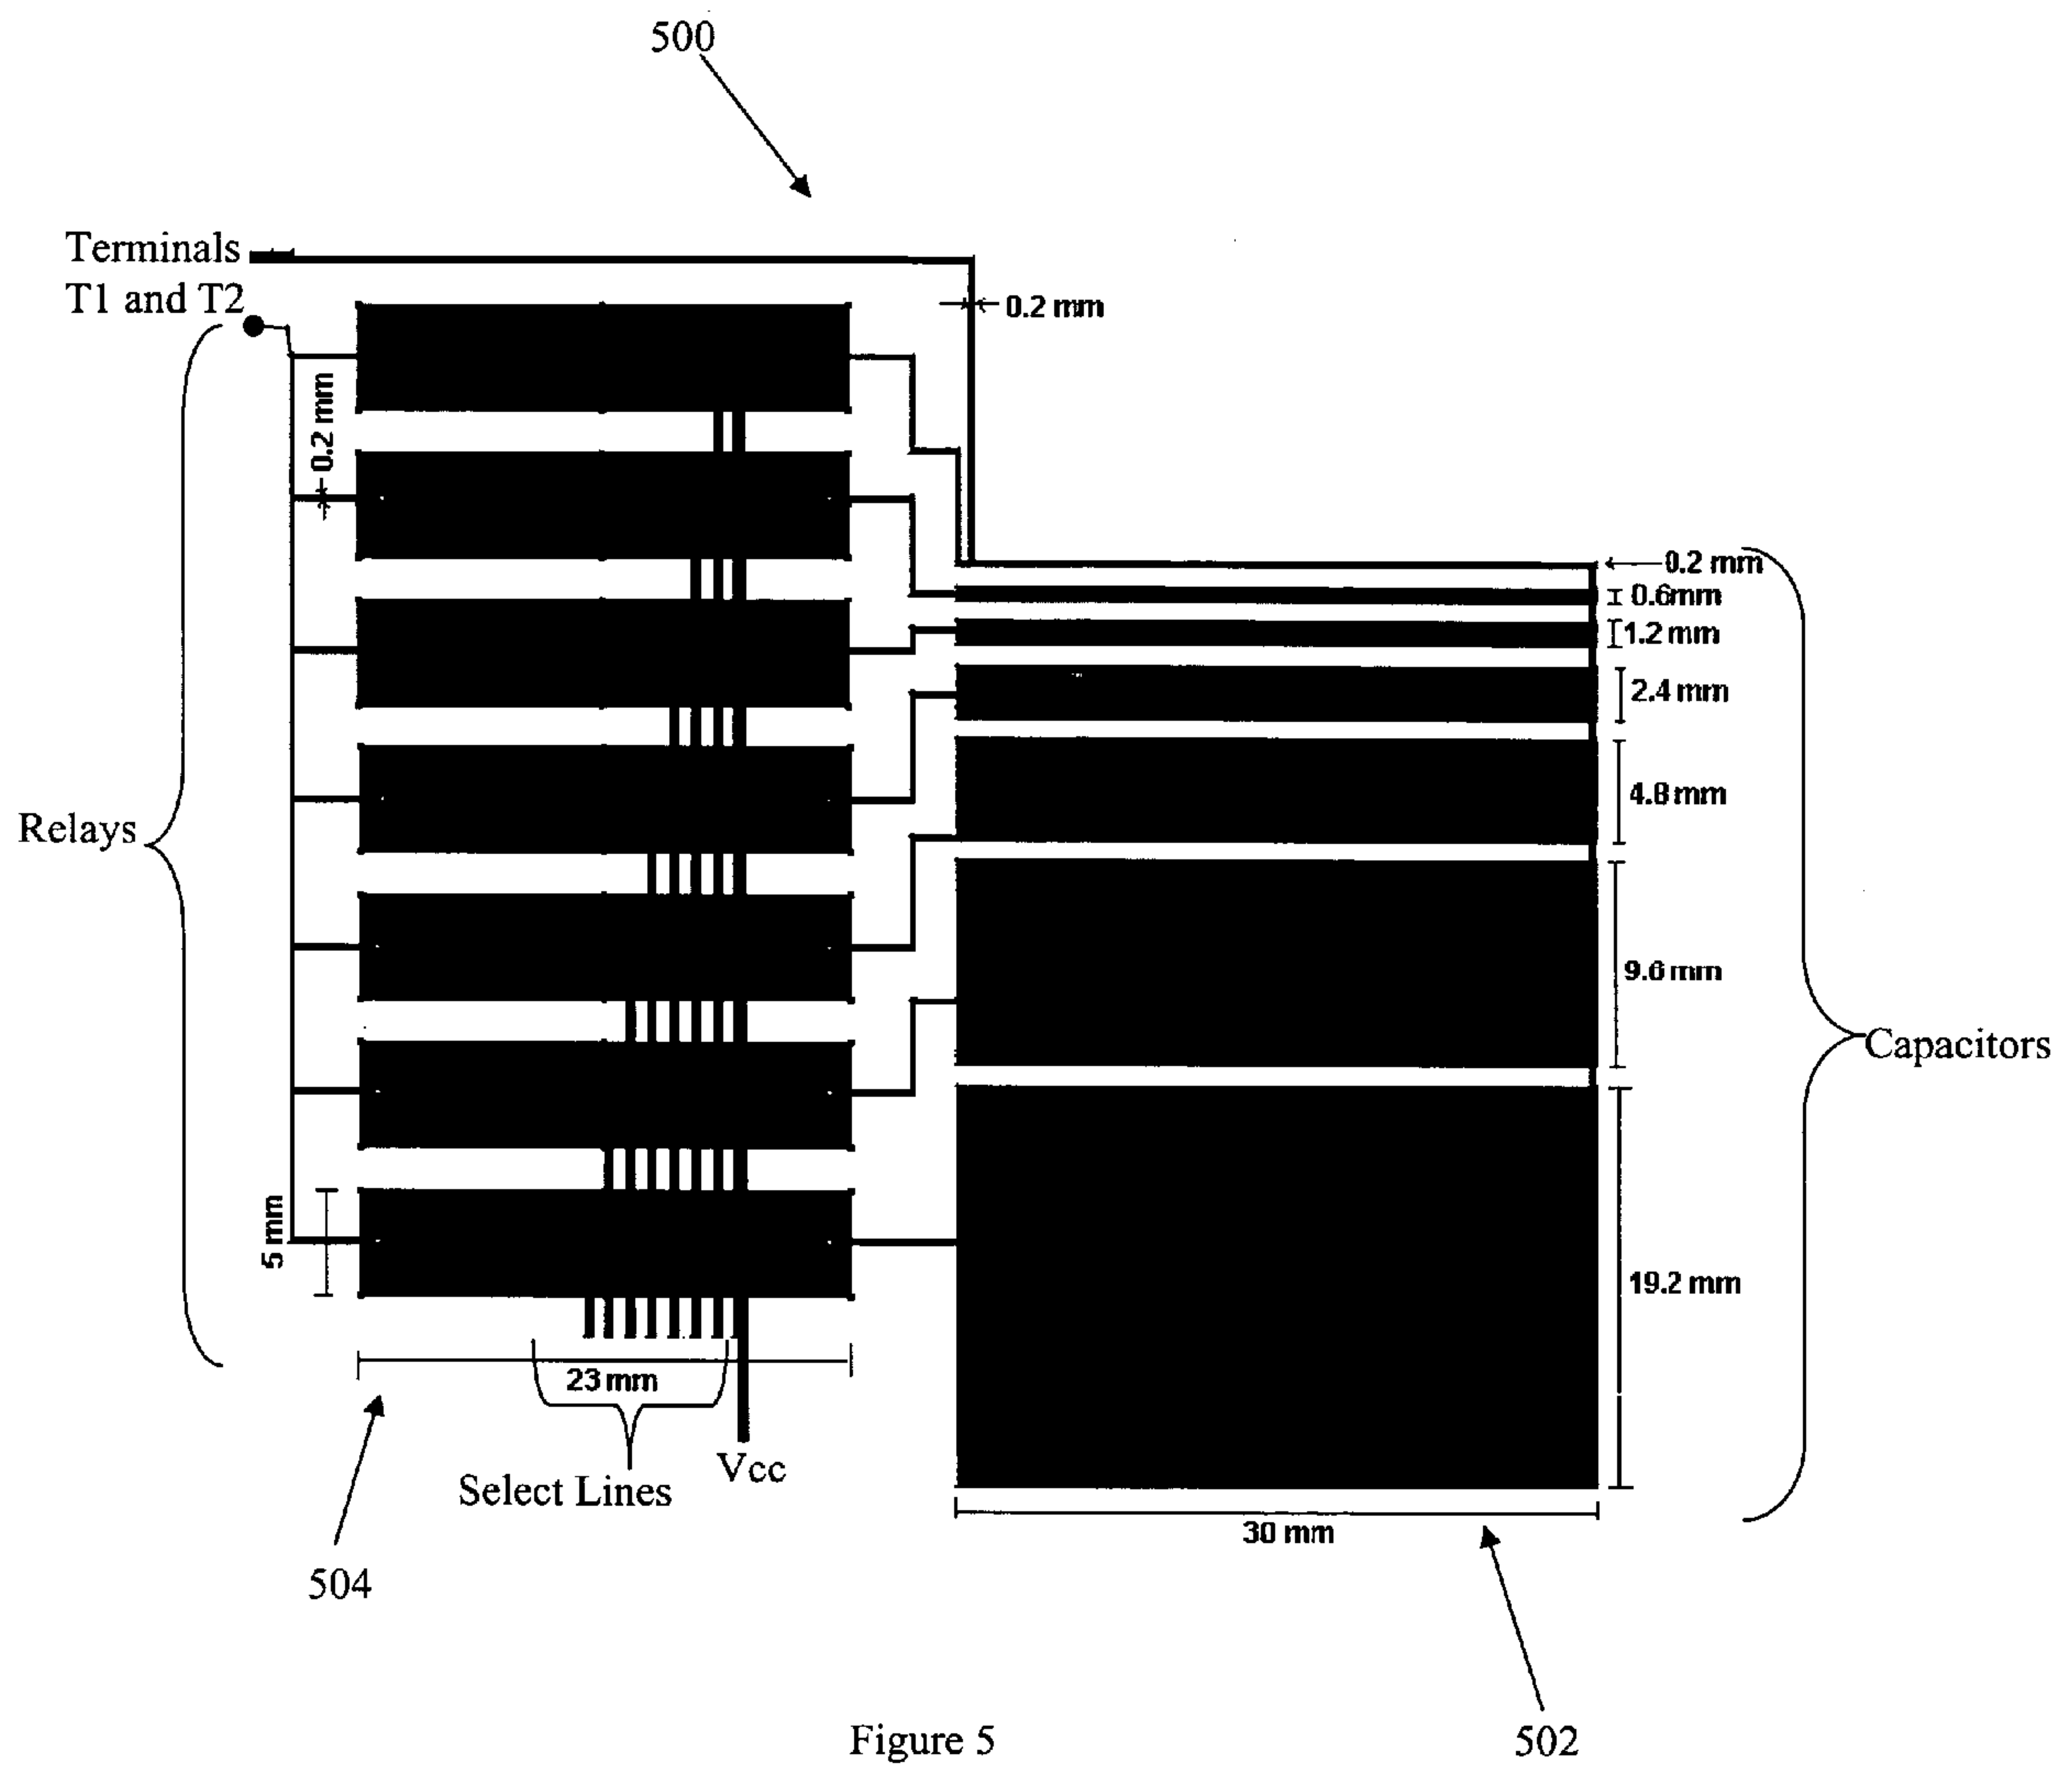 500
Terminals
T1 and T2
0.2 mm
0.2 mm
0.2 mm
0.6mm
1.2 mm
2.4 mm
4.8 mm
Relays
9.6 mm
Capacitors
5 mm
19.2 mm
23 mm
Vcc
Select Lines
30 mm
504
Figure 5
502